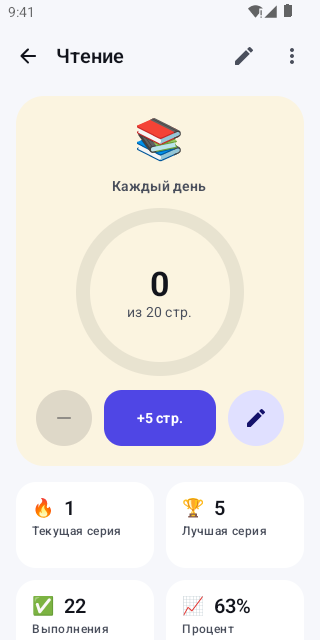 9:41
Чтение
Каждый день
0
из 20 стр.
+5 стр.
1
Текущая серия
5
Лучшая серия
22
Выполнения
63%
Процент